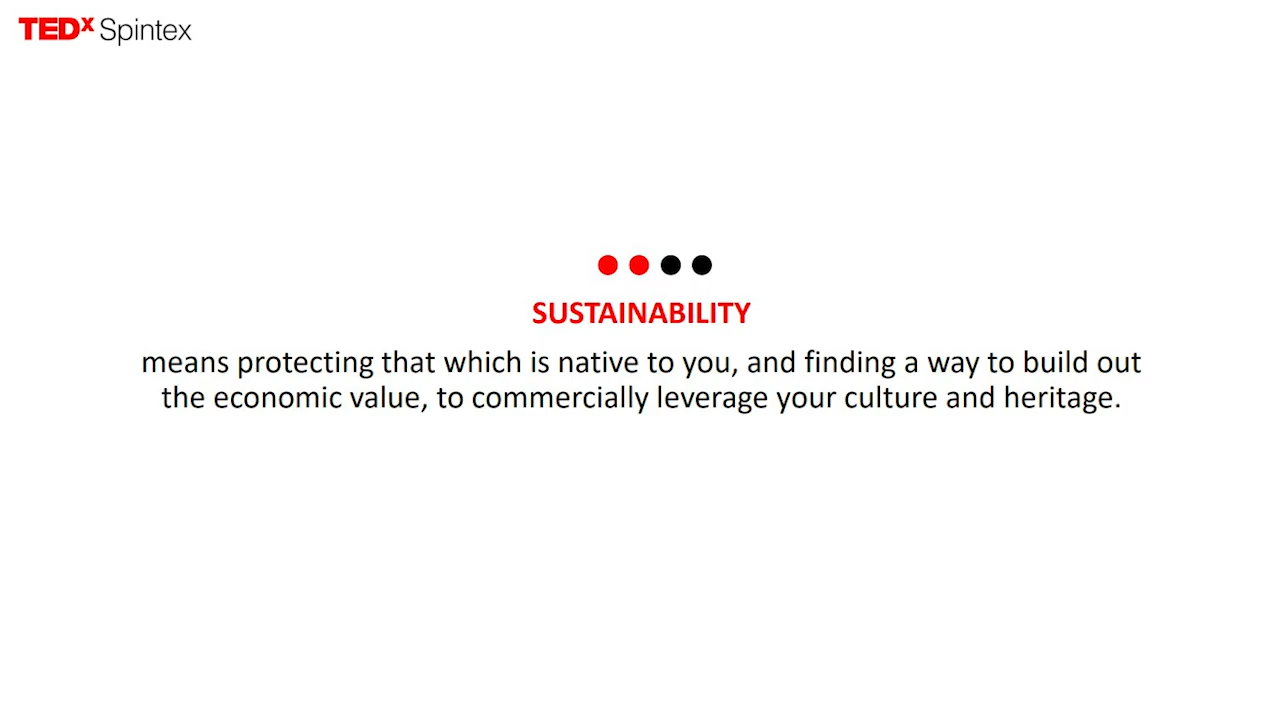 TEDx Spintex
SUSTAINABILITY
means protecting that which is native to you, and finding a way to build out
the economic value, to commercially leverage your culture and heritage.